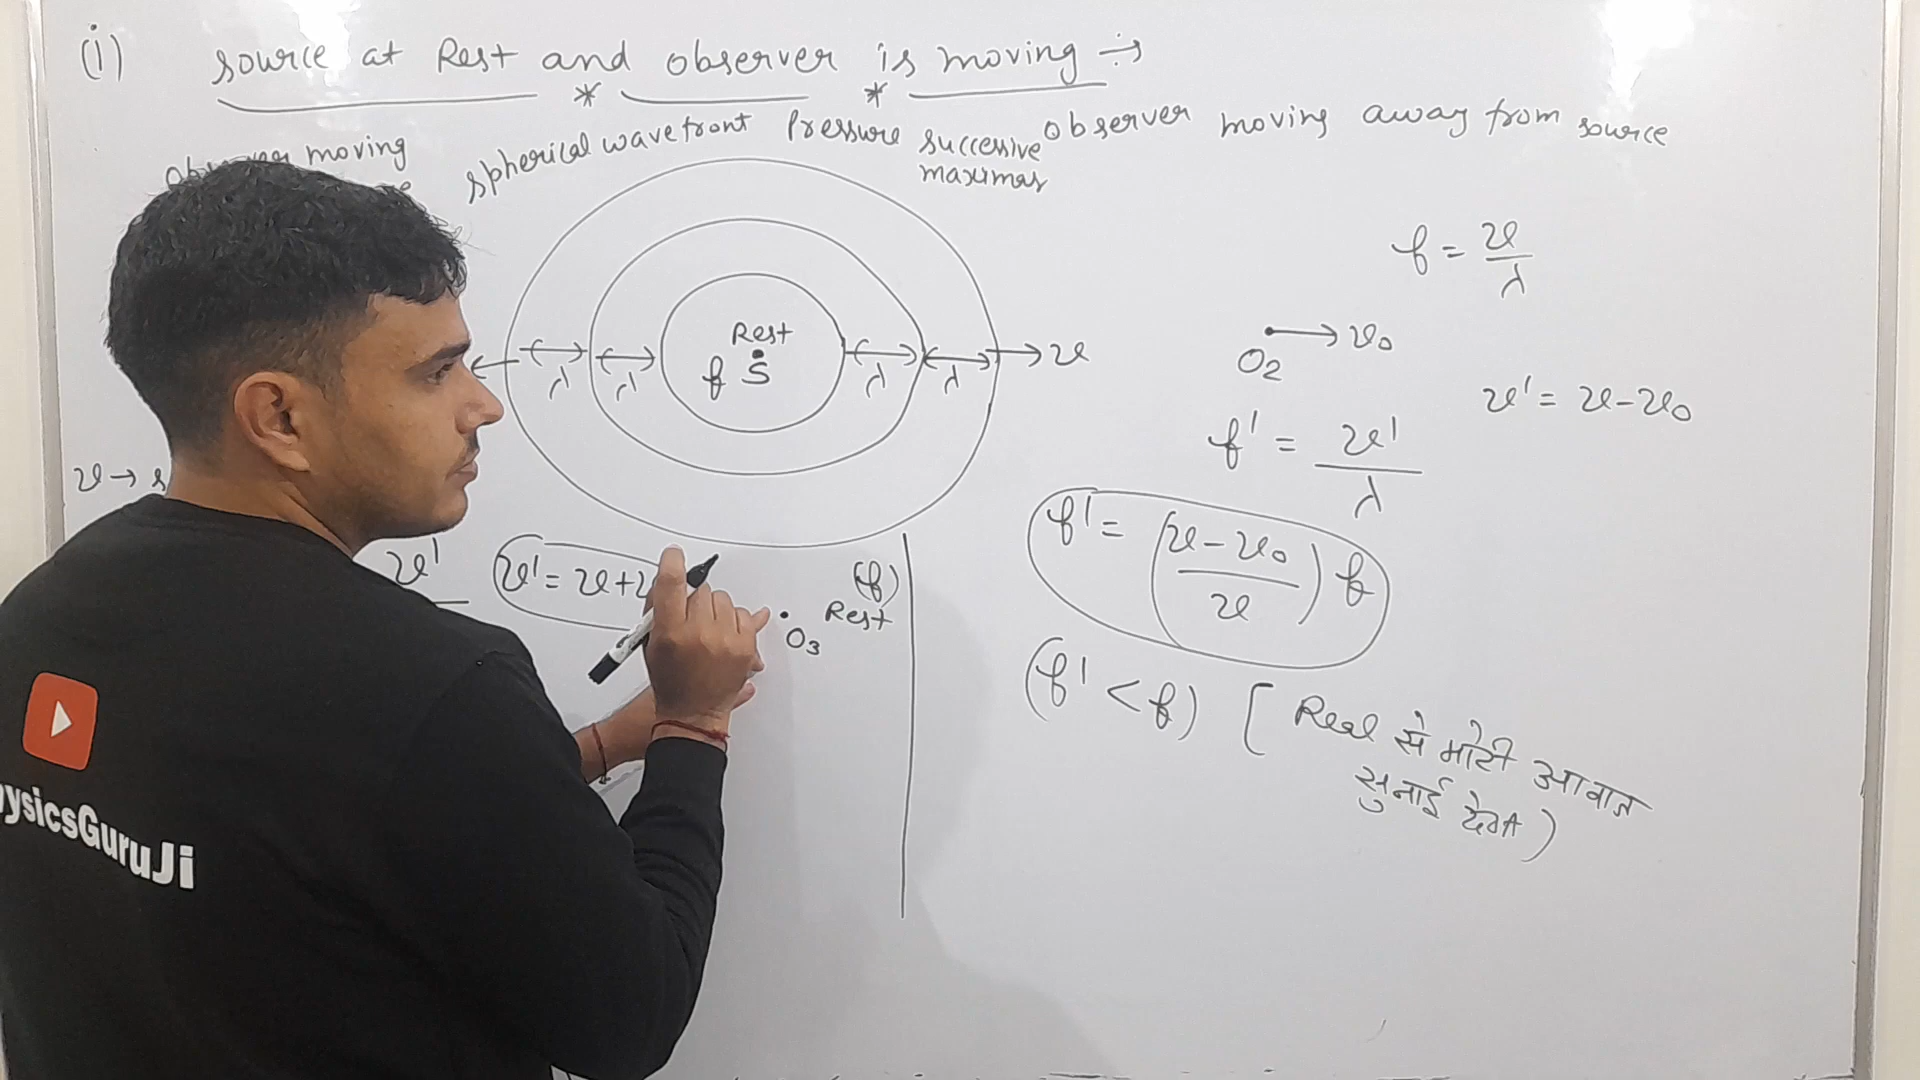 (i) source at Rest and observer is moving ÷→
* *
moving
spherical wavefront Pressure successive maximas
observer moving away from source
f = v/λ
Rest
f S
λ λ λ λ
v
O₂ → v₀
v' = v - v₀
f' = v'/λ
v →
v'
v' = v +
(f)
O₃ Rest
f' = ((v - v₀)/v) f
(f' < f) [ Real से मोटी आवाज
सुनाई देगा )
ysicsGuruJi